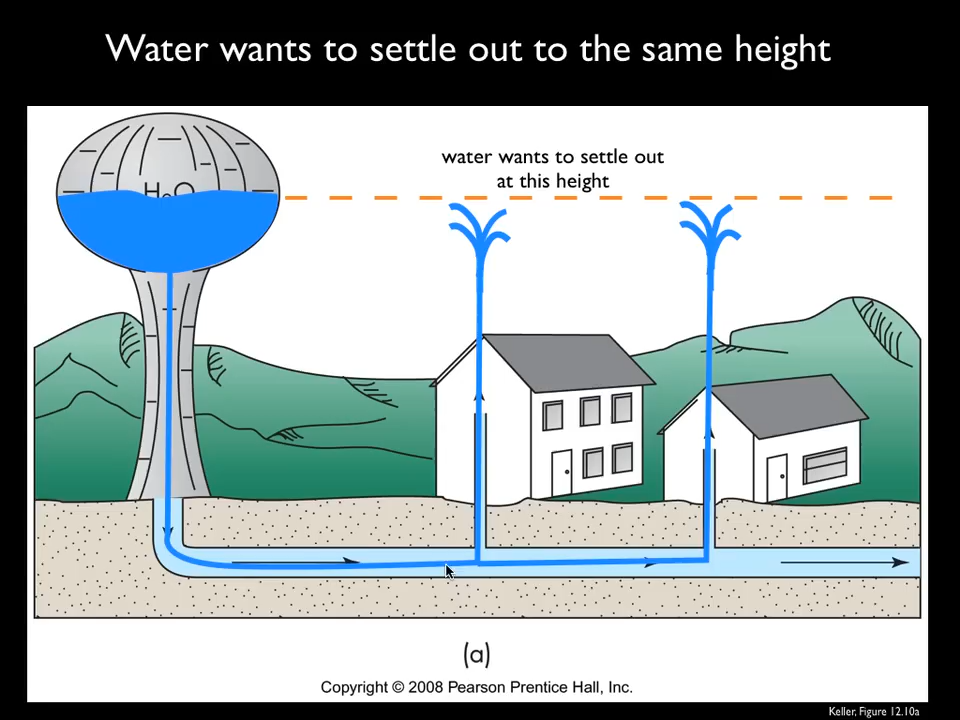 Water wants to settle out to the same height
water wants to settle out
at this height
H₂O
(a)
Copyright © 2008 Pearson Prentice Hall, Inc.
Keller, Figure 12.10a